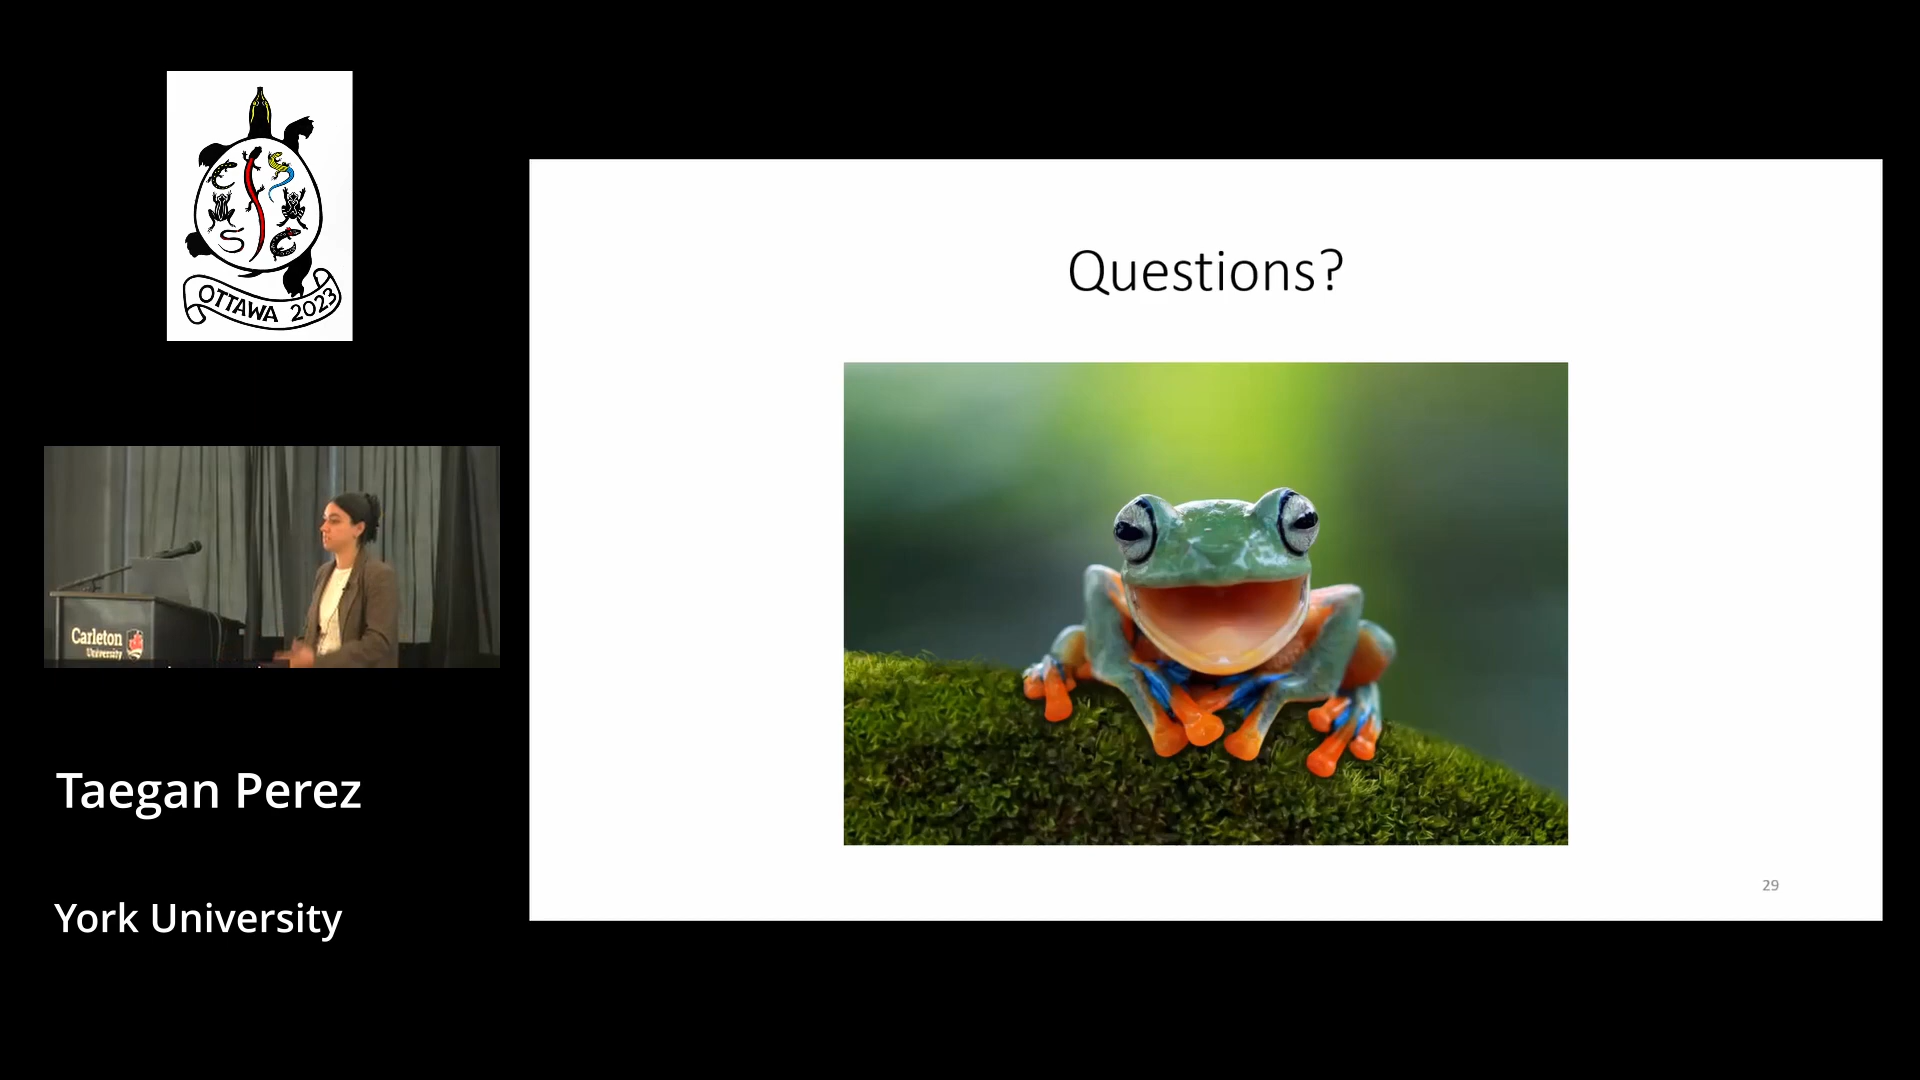 OTTAWA 2023
Carleton
University
Taegan Perez
York University
Questions?
29